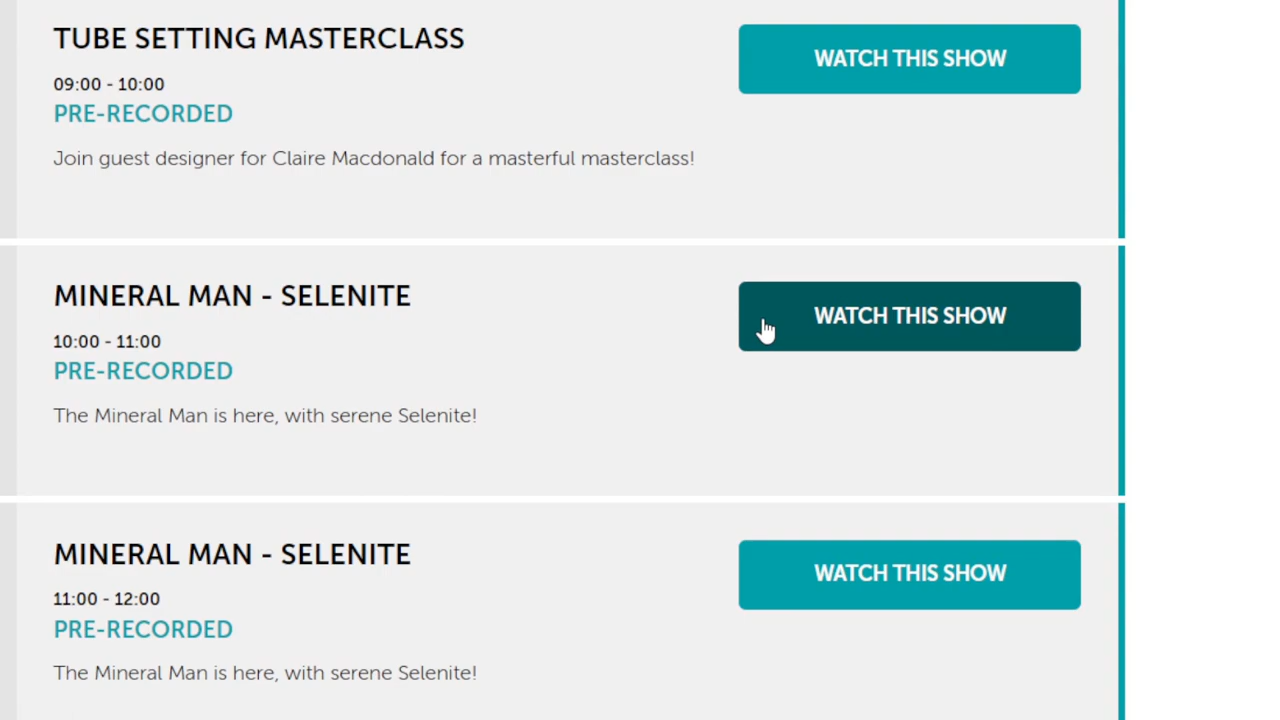 TUBE SETTING MASTERCLASS
WATCH THIS SHOW
09:00 - 10:00
PRE-RECORDED
Join guest designer for Claire Macdonald for a masterful masterclass!
MINERAL MAN - SELENITE
WATCH THIS SHOW
10:00 - 11:00
PRE-RECORDED
The Mineral Man is here, with serene Selenite!
MINERAL MAN - SELENITE
WATCH THIS SHOW
11:00 - 12:00
PRE-RECORDED
The Mineral Man is here, with serene Selenite!